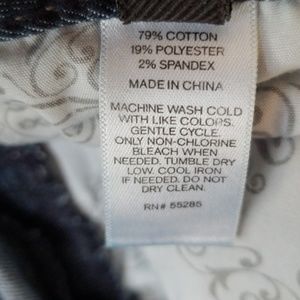 79% COTTON
19% POLYESTER
2% SPANDEX
MADE IN CHINA
MACHINE WASH COLD
WITH LIKE COLORS.
GENTLE CYCLE.
ONLY NON-CHLORINE
BLEACH WHEN
NEEDED. TUMBLE DRY
LOW. COOL IRON
IF NEEDED. DO NOT
DRY CLEAN.
RN# 55285